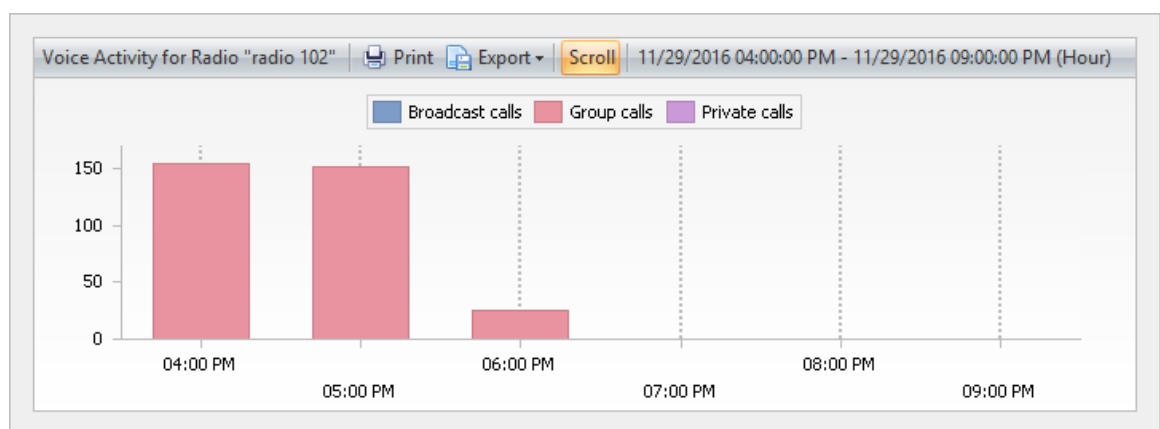 Voice Activity for Radio "radio 102" Print Export Scroll 11/29/2016 04:00:00 PM - 11/29/2016 09:00:00 PM (Hour)
Broadcast calls Group calls Private calls
150
100
50
0
04:00 PM 06:00 PM 08:00 PM
05:00 PM 07:00 PM 09:00 PM